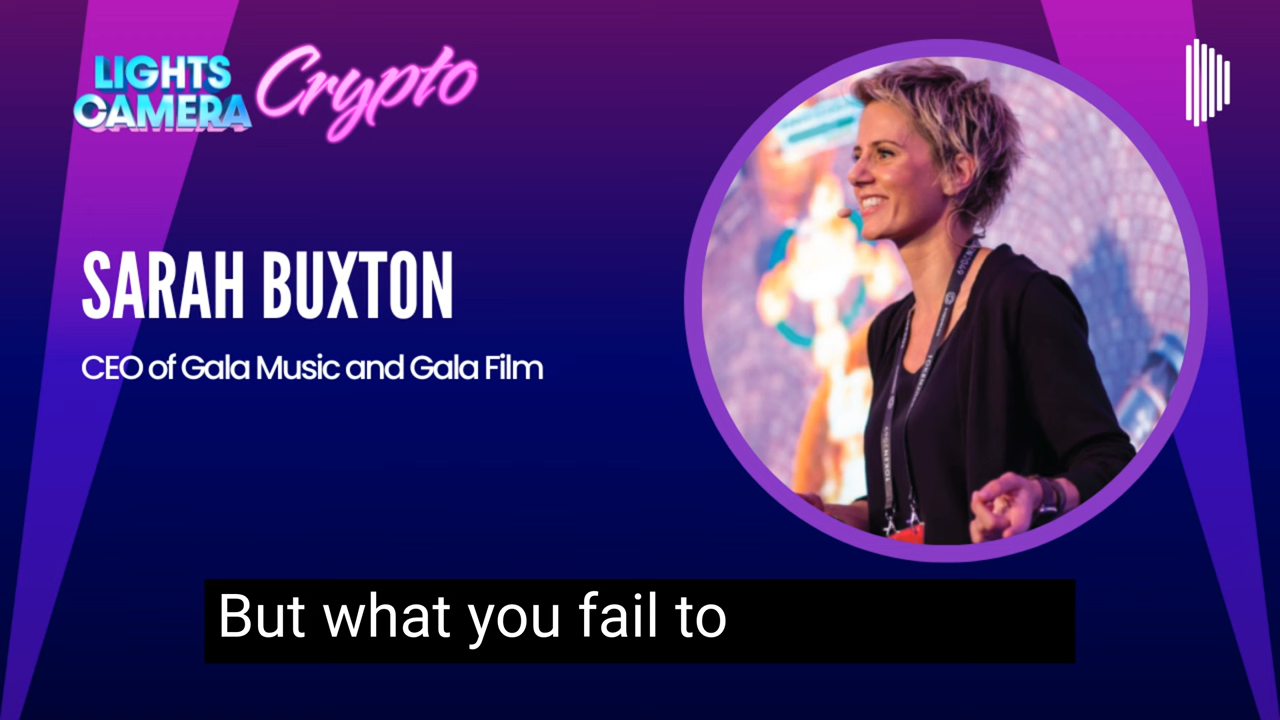 LIGHTS
CAMERA
Crypto
SARAH BUXTON
CEO of Gala Music and Gala Film
But what you fail to